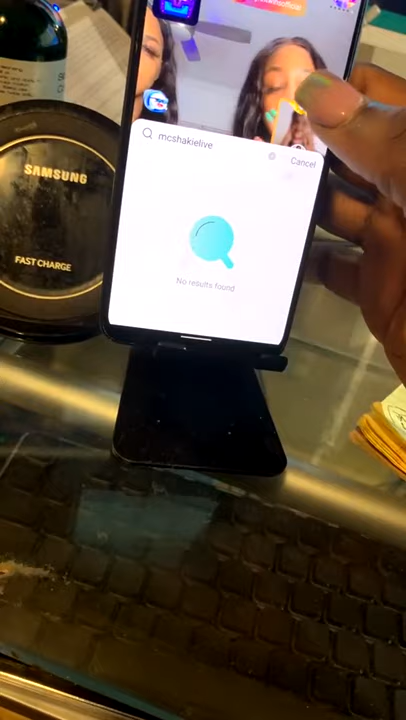 mcshakielive
Cancel
No results found
SAMSUNG
FAST CHARGE